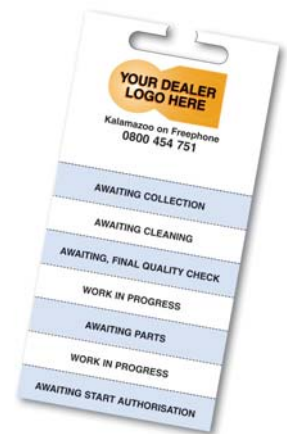 YOUR DEALER
LOGO HERE
Kalamazoo on Freephone
0800 454 751
AWAITING COLLECTION
AWAITING CLEANING
AWAITING, FINAL QUALITY CHECK
WORK IN PROGRESS
AWAITING PARTS
WORK IN PROGRESS
AWAITING START AUTHORISATION